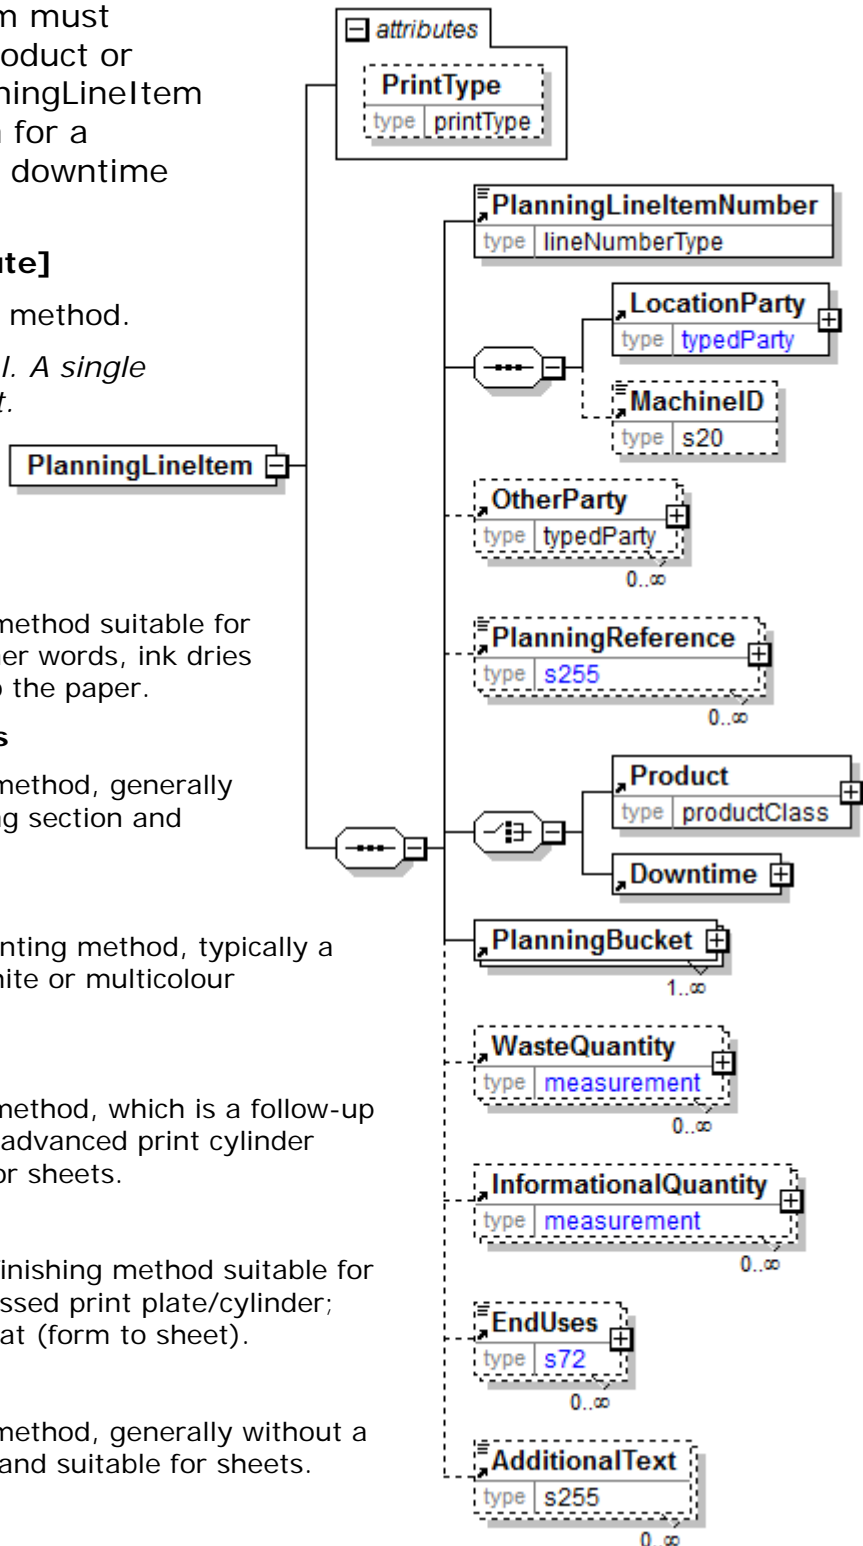 m must
oduct or
ningLineItem
for a
downtime
ute]
method.
l. A single
t.
method suitable for
her words, ink dries
o the paper.
s
method, generally
ng section and
nting method, typically a
hite or multicolour
method, which is a follow-up
advanced print cylinder
or sheets.
finishing method suitable for
ssed print plate/cylinder;
at (form to sheet).
method, generally without a
and suitable for sheets.
attributes
PrintType
type printType
PlanningLineItem
PlanningLineItemNumber
type lineNumberType
LocationParty
type typedParty
MachineID
type s20
OtherParty
type typedParty
0..∞
PlanningReference
type s255
0..∞
Product
type productClass
Downtime
PlanningBucket
1..∞
WasteQuantity
type measurement
0..∞
InformationalQuantity
type measurement
0..∞
EndUses
type s72
0..∞
AdditionalText
type s255
0..∞